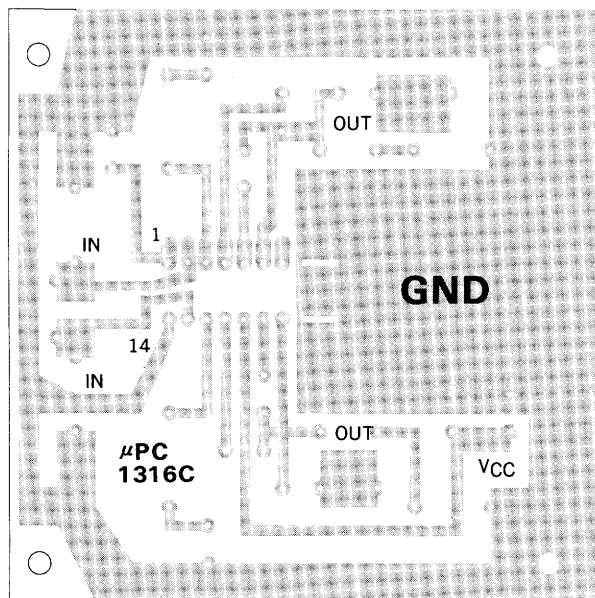 OUT
IN
1
GND
14
IN
OUT
μPC
1316C
VCC